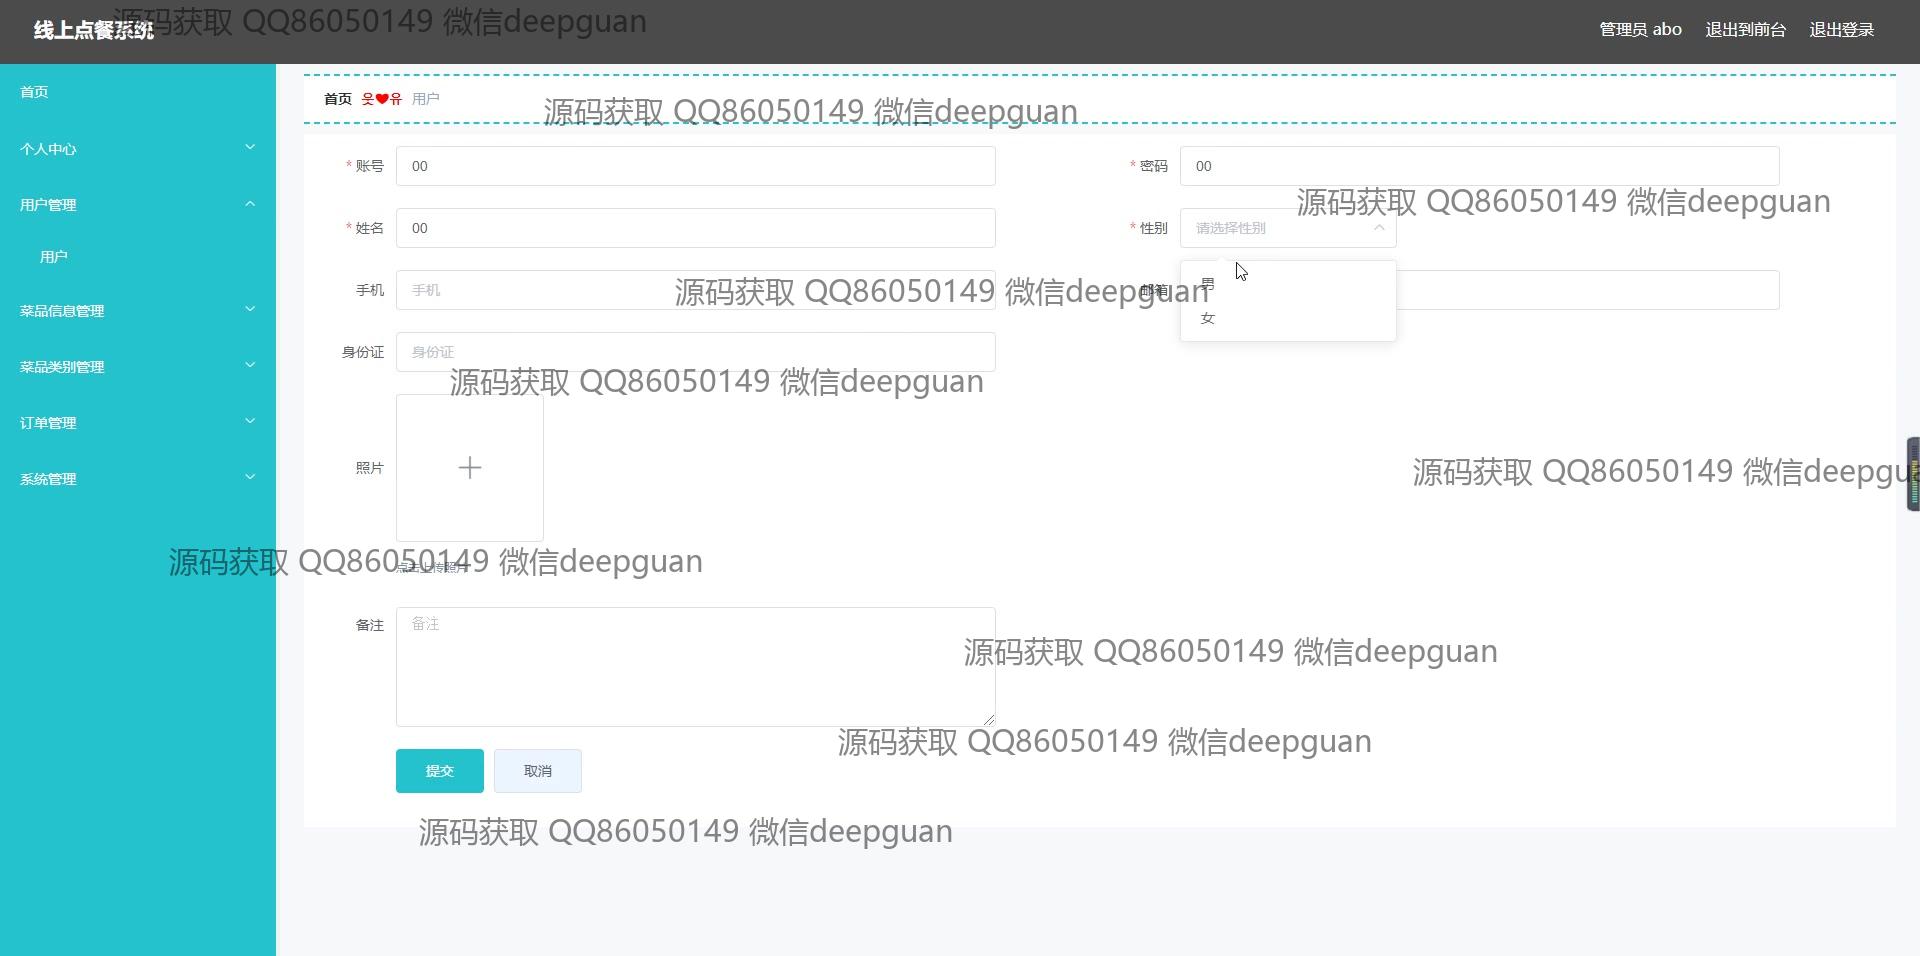 线上点餐系统
源码获取 QQ86050149 微信deepguan
管理员 abo 退出到前台 退出登录
首页
个人中心
用户管理
用户
菜品信息管理
菜品类别管理
订单管理
系统管理
首页 웃❤유 用户
源码获取 QQ86050149 微信deepguan
* 账号 00
* 密码 00
源码获取 QQ86050149 微信deepguan
* 姓名 00
* 性别 请选择性别
男
女
手机 手机
邮箱
源码获取 QQ86050149 微信deepguan
身份证 身份证
源码获取 QQ86050149 微信deepguan
照片
源码获取 QQ86050149 微信deepgu
点击上传照片
源码获取 QQ86050149 微信deepguan
备注 备注
源码获取 QQ86050149 微信deepguan
源码获取 QQ86050149 微信deepguan
提交 取消
源码获取 QQ86050149 微信deepguan